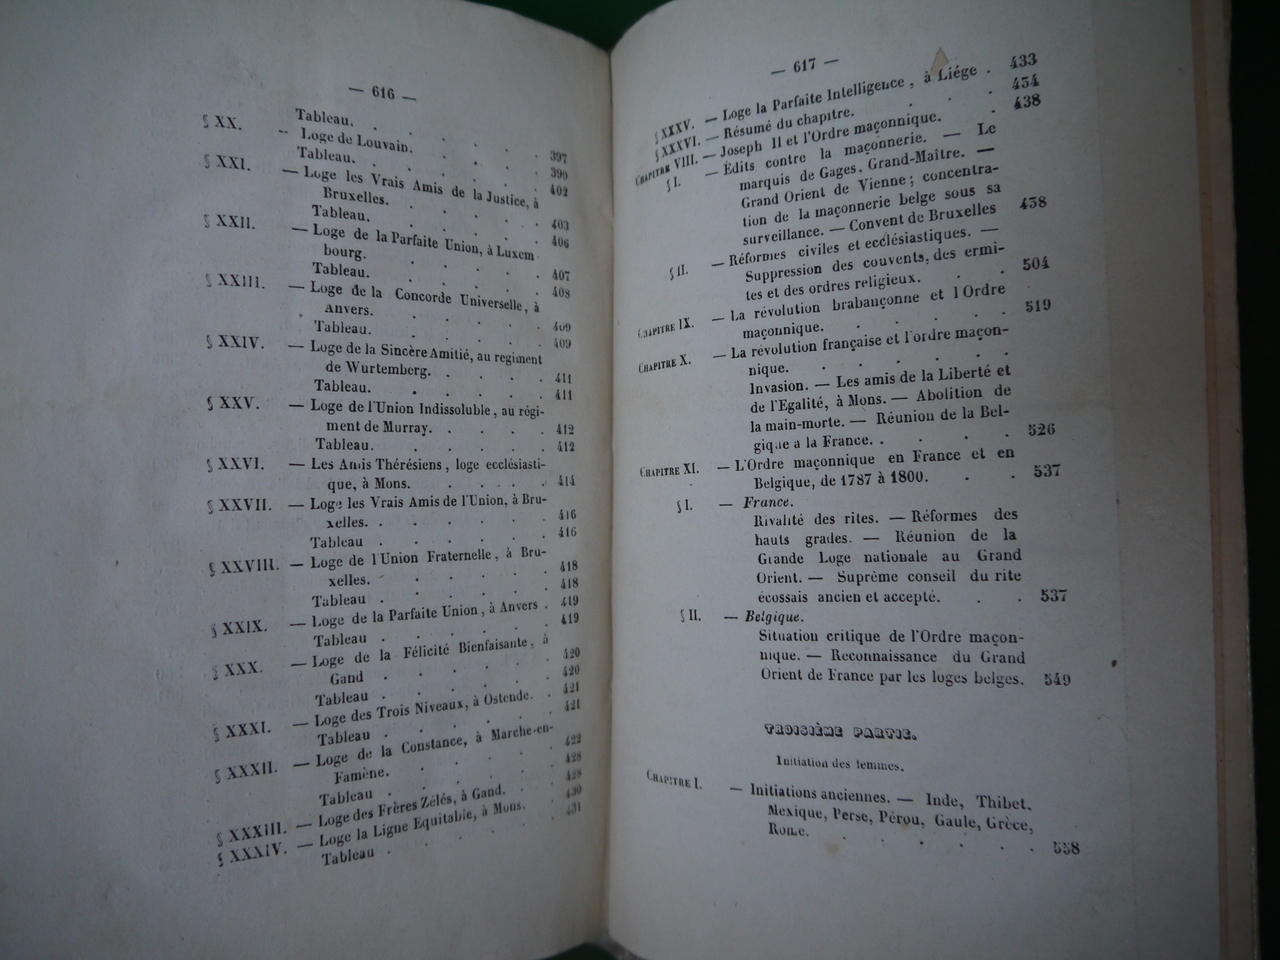 — 616 —
Tableau. . . . . . 397
§ XX. — Loge de Louvain. . . . . 399
Tableau. . . . . . 402
§ XXI. — Loge les Vrais Amis de la Justice, à
Bruxelles. . . . . . 403
Tableau. . . . . . 406
§ XXII. — Loge de la Parfaite Union, à Luxem
bourg. . . . . . 407
Tableau. . . . . . 408
§ XXIII. — Loge de la Concorde Universelle, à
Anvers. . . . . . 409
Tableau. . . . . . 409
§ XXIV. — Loge de la Sincère Amitié, au regiment
de Wurtemberg. . . . . 411
Tableau. . . . . . 411
§ XXV. — Loge de l'Union Indissoluble, au régi-
ment de Murray. . . . . 412
Tableau. . . . . . 412
§ XXVI. — Les Amis Thérésiens, loge ecclésiasti-
que, à Mons. . . . . . 414
§ XXVII. — Loge les Vrais Amis de l'Union, à Bru-
xelles. . . . . . . 416
Tableau . . . . . . 416
§ XXVIII. — Loge de l'Union Fraternelle, à Bru-
xelles. . . . . . . 418
Tableau . . . . . . 418
§ XXIX. — Loge de la Parfaite Union, à Anvers . 419
Tableau . . . . . . 419
§ XXX. — Loge de la Félicité Bienfaisante, à
Gand . . . . . . 420
Tableau . . . . . . 420
§ XXXI. — Loge des Trois Niveaux, à Ostende. . 421
Tableau . . . . . . 421
§ XXXII. — Loge de la Constance, à Marche-en-
Famène. . . . . . 422
Tableau . . . . . . 428
§ XXXIII. — Loge des Frères Zélés, à Gand. . . 428
§ XXXIV. — Loge la Ligne Equitable, à Mons. . . 430
Tableau . . . . . . 431
— 617 —
§ XXXV. — Loge la Parfaite Intelligence, à Liége . 433
§ XXXVI. — Résumé du chapitre. . . . 434
CHAPITRE VIII. — Joseph II et l'Ordre maçonnique. . . 438
§ I. — Édits contre la maçonnerie. — Le
marquis de Gages, Grand-Maître. —
Grand Orient de Vienne; concentra-
tion de la maçonnerie belge sous sa
surveillance. — Convent de Bruxelles 438
§ II. — Réformes civiles et ecclésiastiques. —
Suppression des couvents, des ermi-
tes et des ordres religieux. . . 504
CHAPITRE IX. — La révolution brabançonne et l'Ordre
maçonnique. . . . . . 519
CHAPITRE X. — La révolution française et l'ordre maçon-
nique. . . . . . .
Invasion. — Les amis de la Liberté et
de l'Egalité, à Mons. — Abolition de
la main-morte. — Réunion de la Bel-
gique a la France. . . . . 526
CHAPITRE XI. — L'Ordre maçonnique en France et en
Belgique, de 1787 à 1800. . . 537
§ I. — France.
Rivalité des rites. — Réformes des
hauts grades. — Réunion de la
Grande Loge nationale au Grand
Orient. — Suprême conseil du rite
écossais ancien et accepté. . . 537
§ II. — Belgique.
Situation critique de l'Ordre maçon-
nique. — Reconnaissance du Grand
Orient de France par les loges belges. 549
TROISIÈME PARTIE.
Initiation des femmes.
CHAPITRE I. — Initiations anciennes. — Inde, Thibet,
Mexique, Perse, Pérou, Gaule, Grèce,
Rome. . . . . . . 558